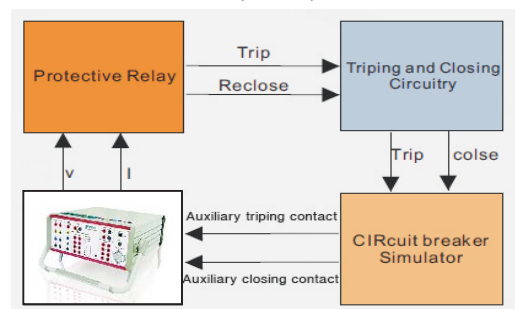 Trip
Protective Relay
Reclose
Triping and Closing
Circuitry
v
I
Trip
colse
Auxiliary triping contact
Auxiliary closing contact
CIRcuit breaker
Simulator